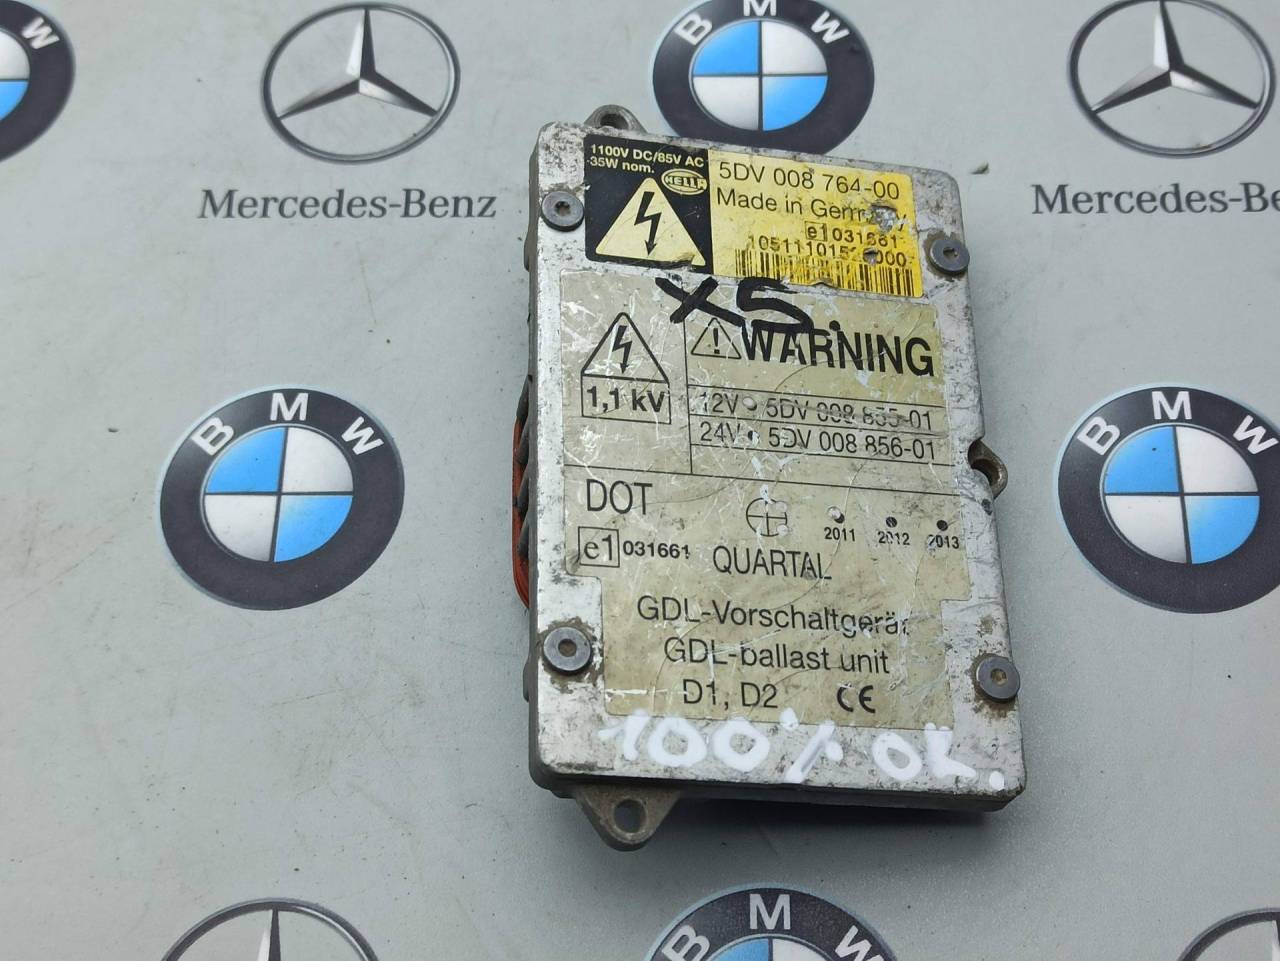 BMW
Mercedes-Benz
BMW
Mercedes-Be
1100V DC/85V AC
35W nom.
HELLA
5DV 008 764-00
Made in Germany
e1 031661
X5
WARNING
1,1 kV
12V • 5DV 008 855-01
24V • 5DV 008 856-01
DOT
2011 2012 2013
e1 031661
QUARTAL
GDL-Vorschaltgerät
GDL-ballast unit
D1, D2 CE
100% OK.
BMW
BMW
BMW